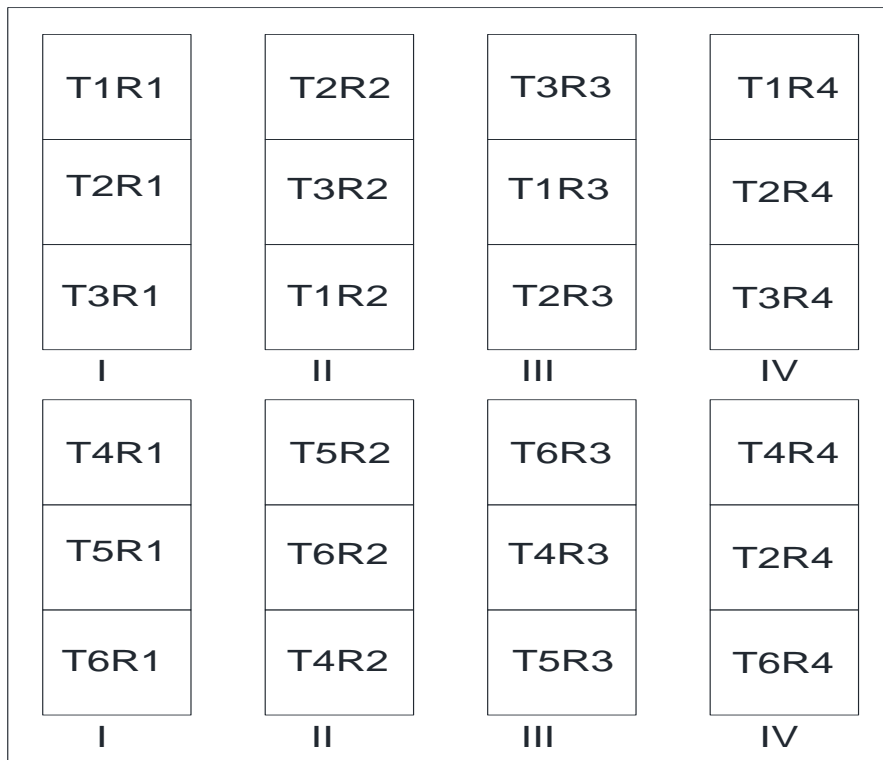 T1R1 T2R2 T3R3 T1R4
T2R1 T3R2 T1R3 T2R4
T3R1 T1R2 T2R3 T3R4
I II III IV
T4R1 T5R2 T6R3 T4R4
T5R1 T6R2 T4R3 T2R4
T6R1 T4R2 T5R3 T6R4
I II III IV